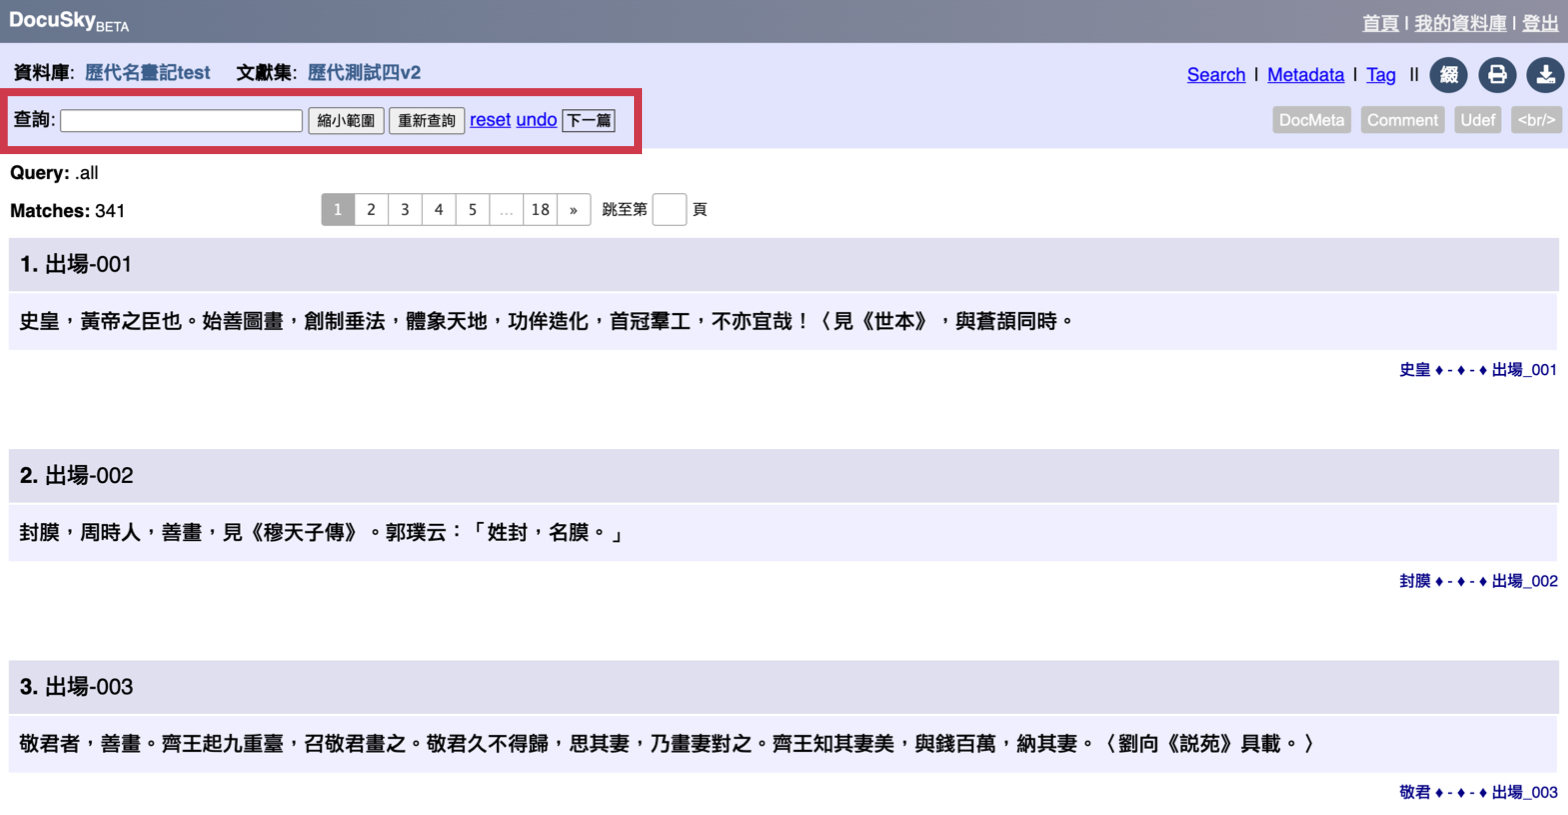 DocuSkyBETA
首頁 | 我的資料庫 | 登出
資料庫: 歷代名畫記test 文獻集: 歷代測試四v2
Search | Metadata | Tag || 綴
查詢: 縮小範圍 重新查詢 reset undo 下一篇
DocMeta Comment Udef <br/>
Query: .all
Matches: 341
1 2 3 4 5 ... 18 » 跳至第 頁
1. 出場-001
史皇，黃帝之臣也。始善圖畫，創制垂法，體象天地，功侔造化，首冠羣工，不亦宜哉！〈見《世本》，與蒼頡同時。
史皇 ♦ - ♦ - ♦ 出場_001
2. 出場-002
封膜，周時人，善畫，見《穆天子傳》。郭璞云：「姓封，名膜。」
封膜 ♦ - ♦ - ♦ 出場_002
3. 出場-003
敬君者，善畫。齊王起九重臺，召敬君畫之。敬君久不得歸，思其妻，乃畫妻對之。齊王知其妻美，與錢百萬，納其妻。〈劉向《説苑》具載。〉
敬君 ♦ - ♦ - ♦ 出場_003